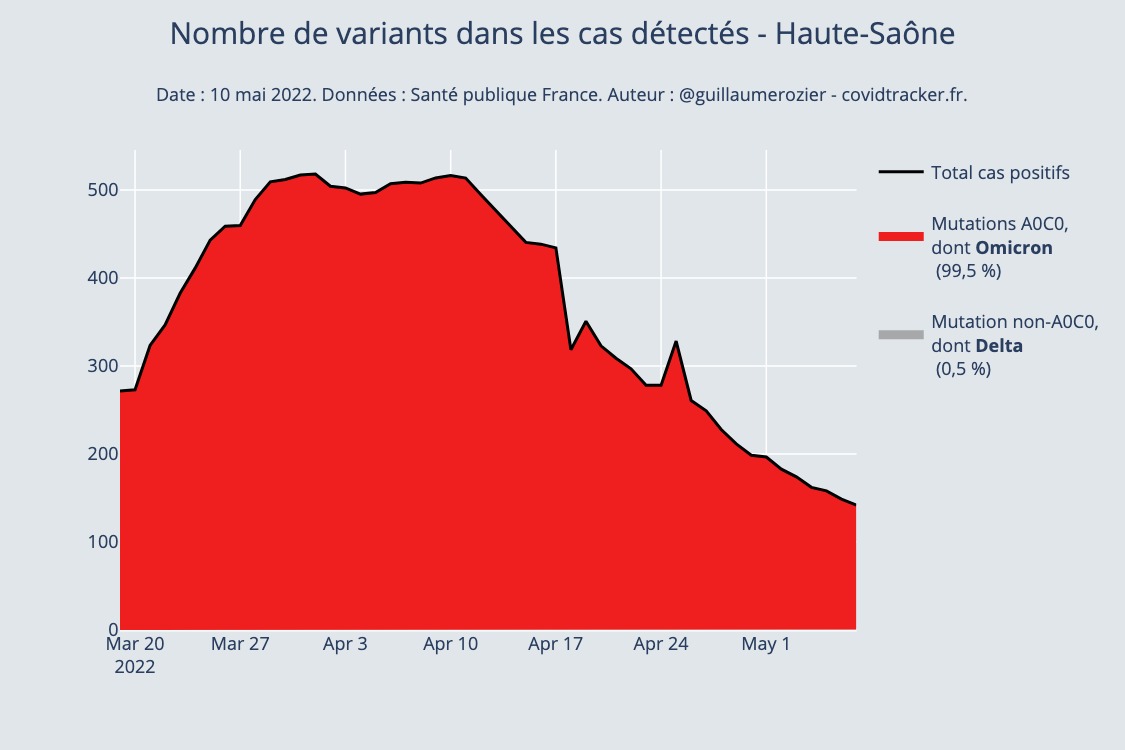 Nombre de variants dans les cas détectés - Haute-Saône
Date : 10 mai 2022. Données : Santé publique France. Auteur : @guillaumerozier - covidtracker.fr.
500
400
300
200
100
0
Mar 20
2022
Mar 27
Apr 3
Apr 10
Apr 17
Apr 24
May 1
Total cas positifs
Mutations A0C0,
dont Omicron
(99,5 %)
Mutation non-A0C0,
dont Delta
(0,5 %)